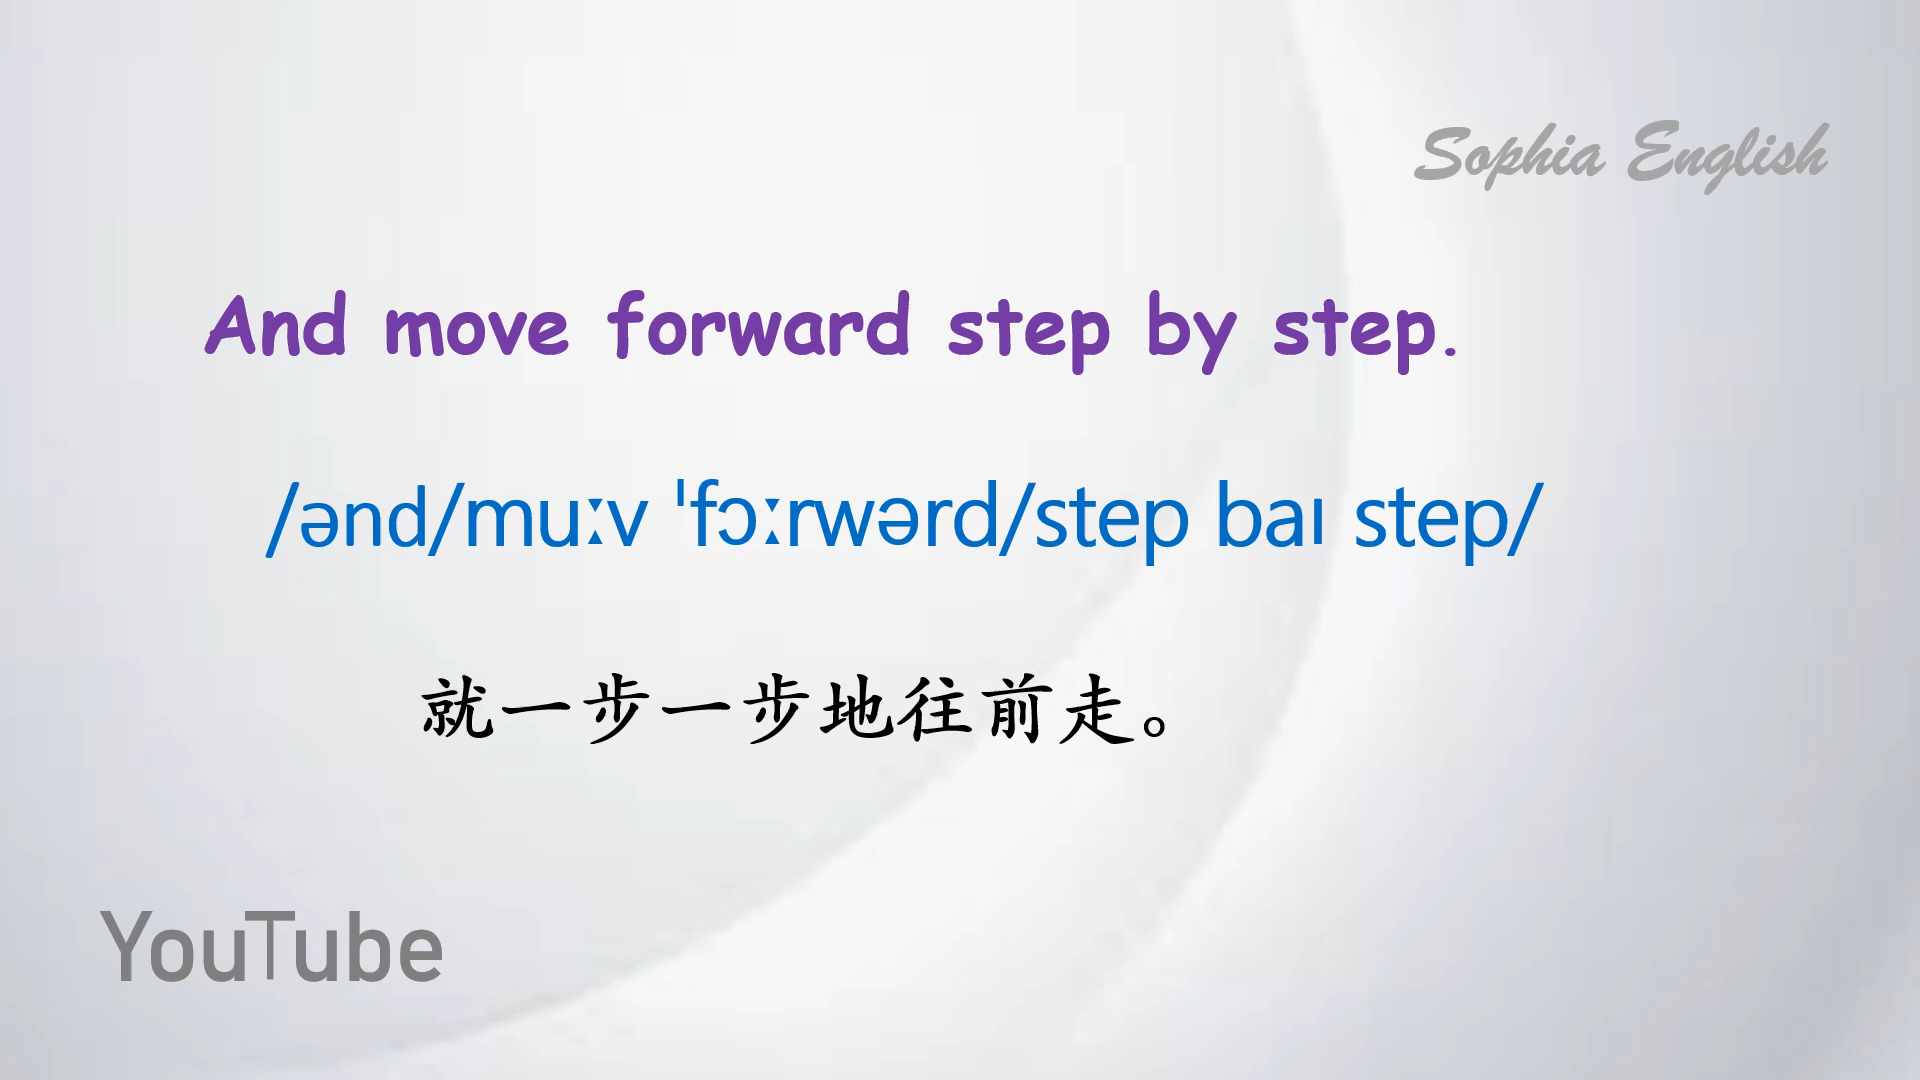 Sophia English
And move forward step by step.
/ənd/muːv ˈfɔːrwərd/step baɪ step/
就一步一步地往前走。
YouTube